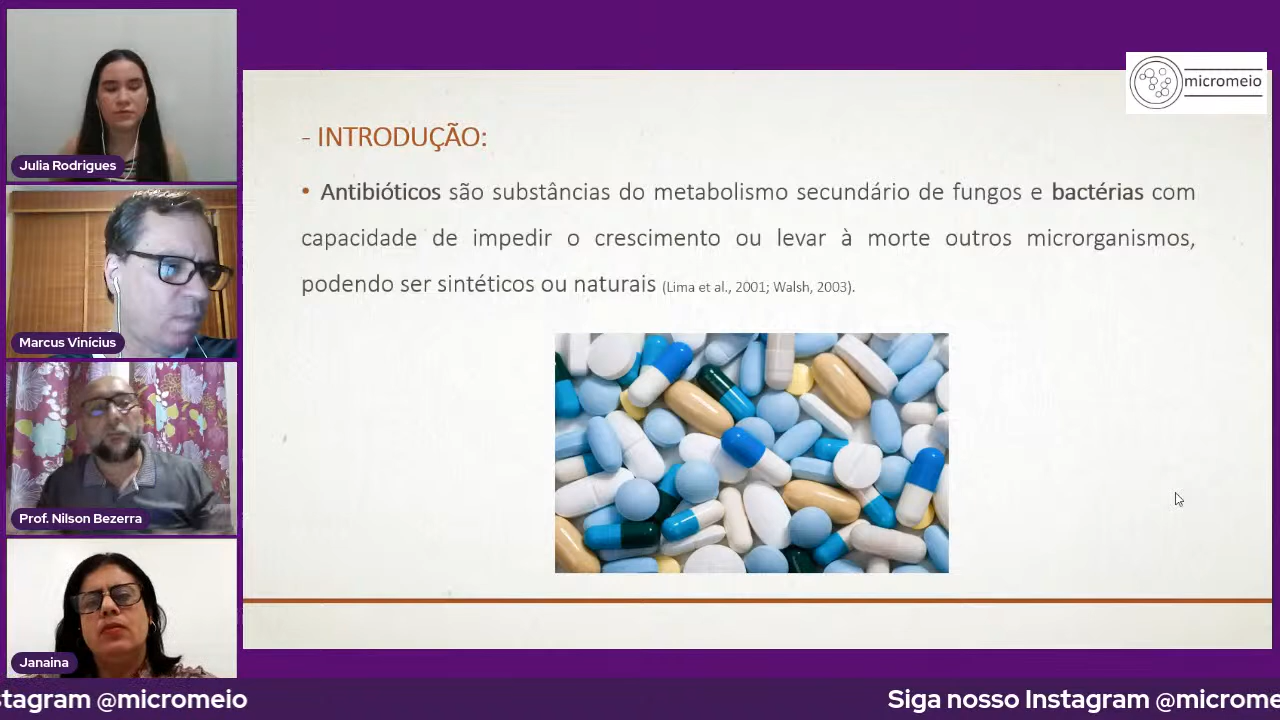 Julia Rodrigues
Marcus Vinícius
Prof. Nilson Bezerra
Janaina
micromeio
- INTRODUÇÃO:
• Antibióticos são substâncias do metabolismo secundário de fungos e bactérias com
capacidade de impedir o crescimento ou levar à morte outros microrganismos,
podendo ser sintéticos ou naturais (Lima et al., 2001; Walsh, 2003).
stagram @micromeio
Siga nosso Instagram @microme